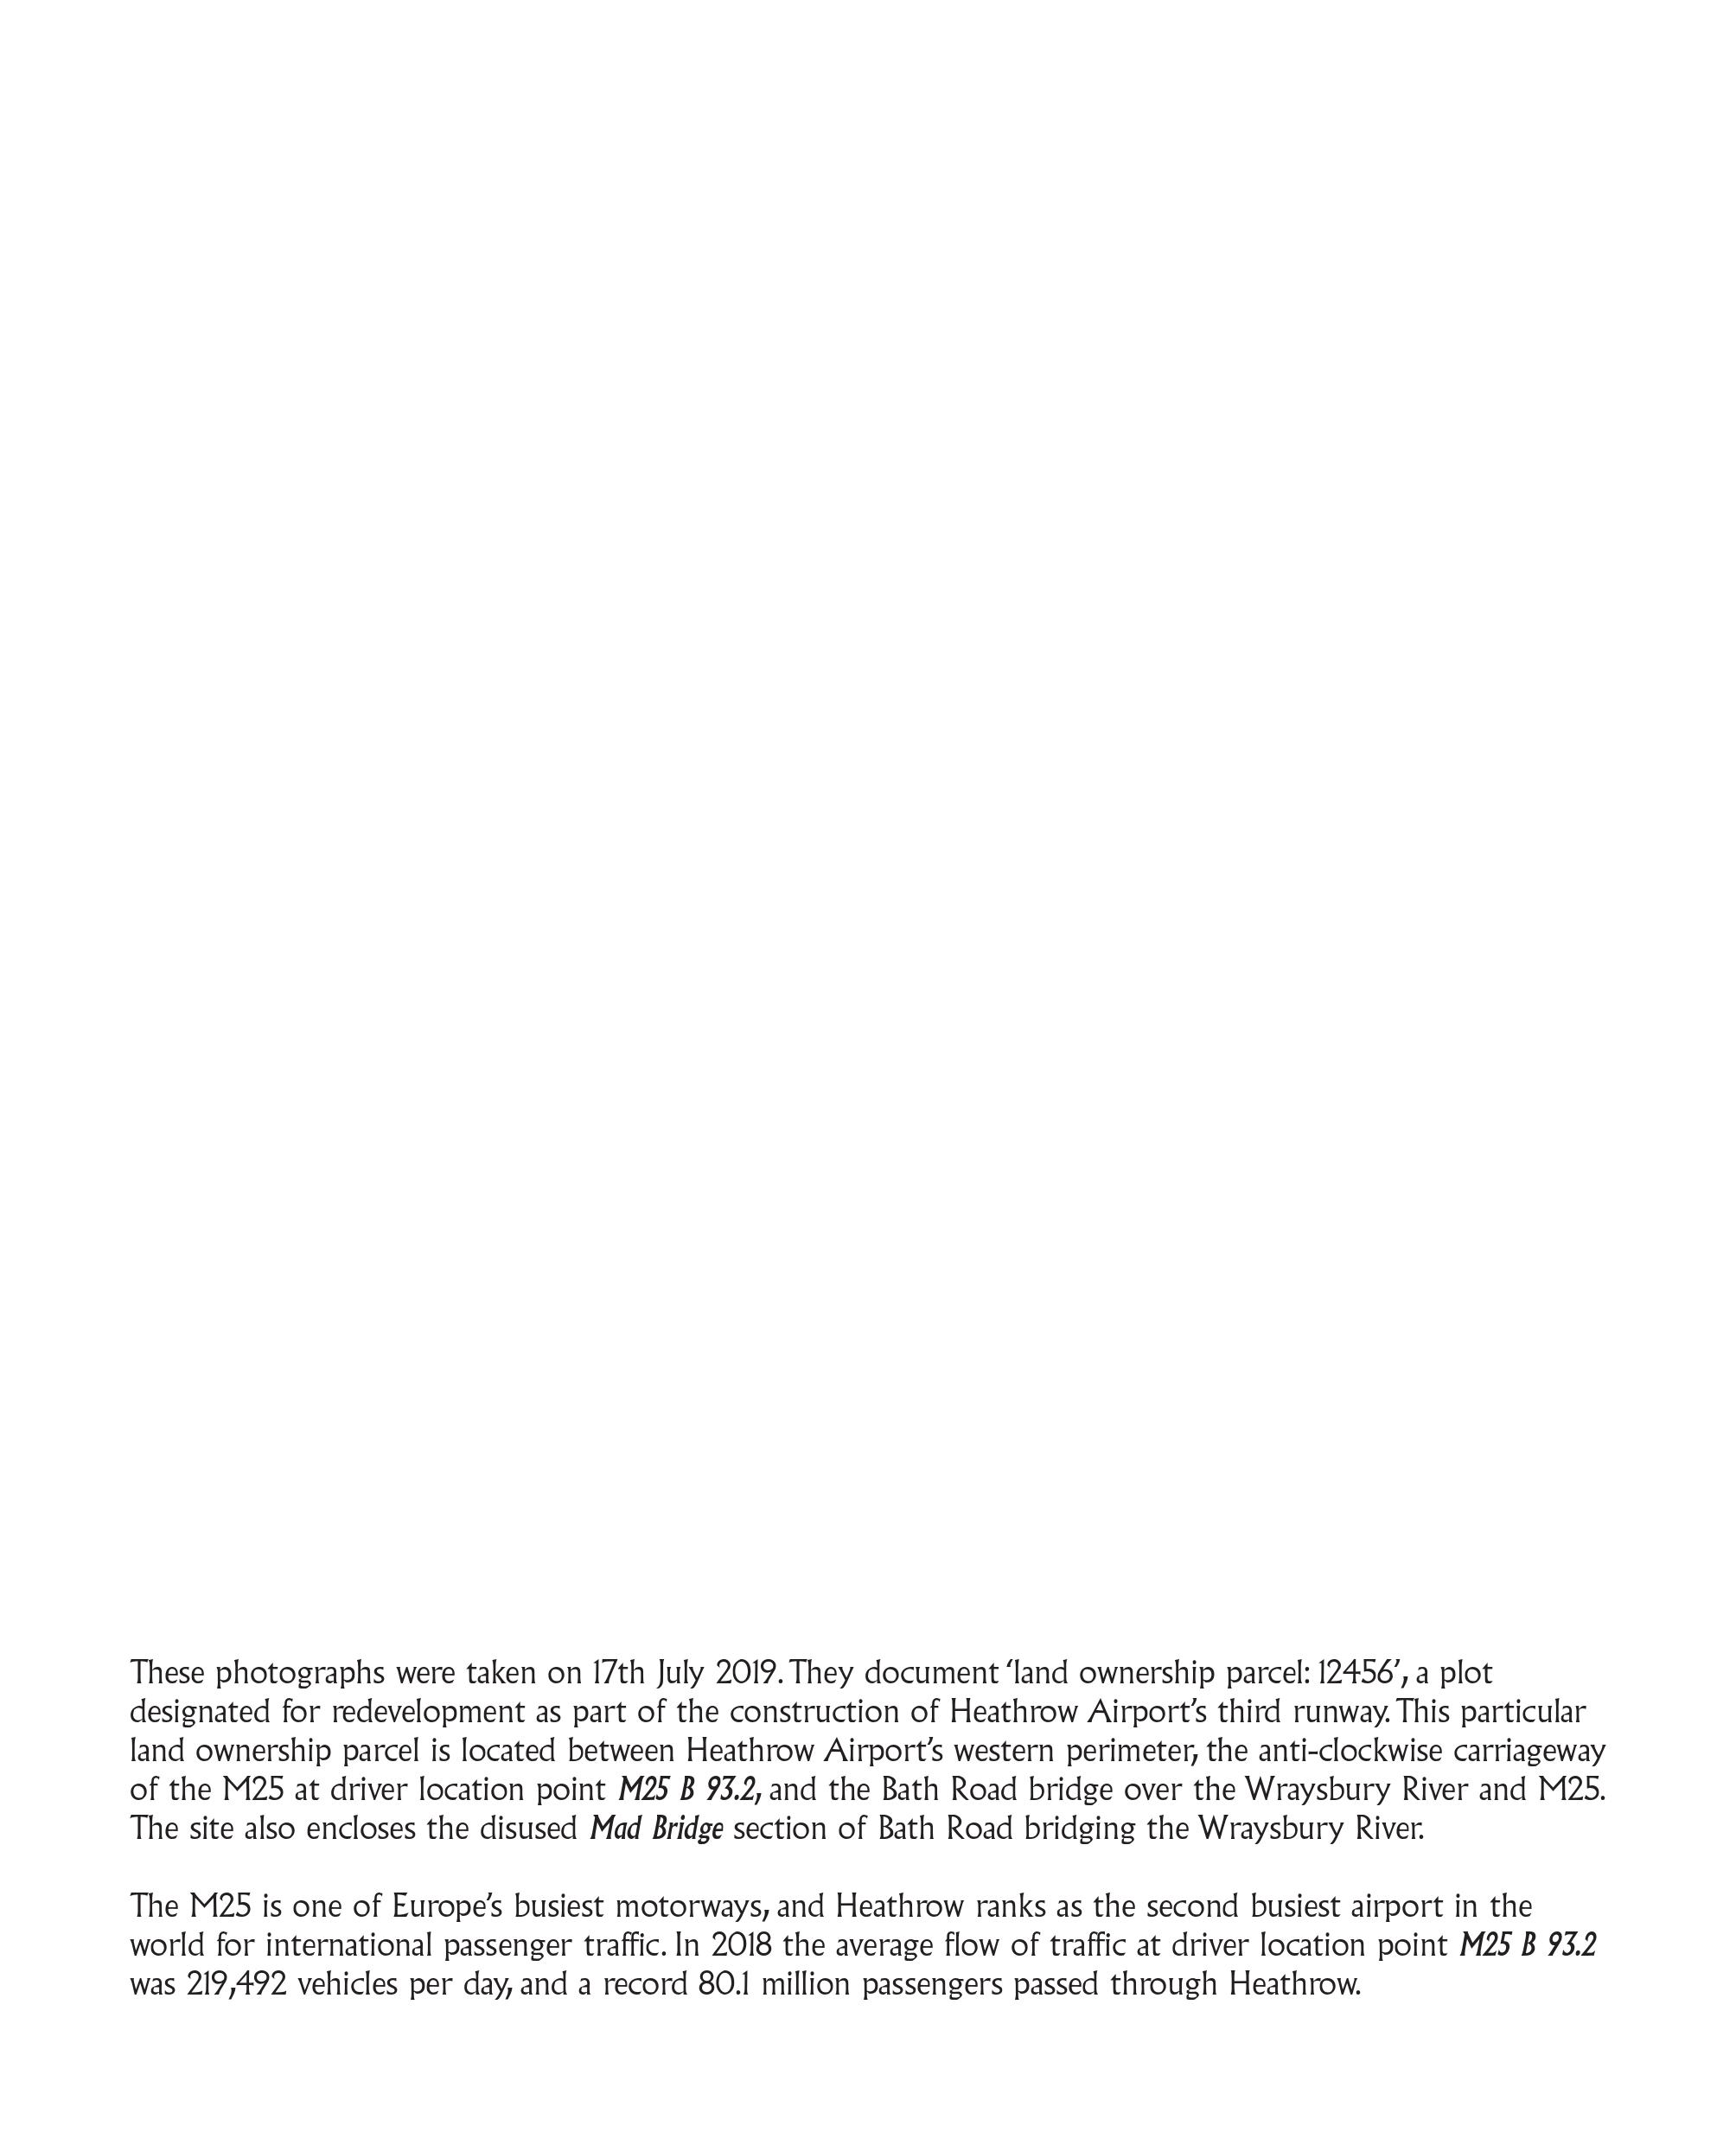 These photographs were taken on 17th July 2019. They document ‘land ownership parcel: 12456’, a plot
designated for redevelopment as part of the construction of Heathrow Airport’s third runway. This particular
land ownership parcel is located between Heathrow Airport’s western perimeter, the anti-clockwise carriageway
of the M25 at driver location point M25 B 93.2, and the Bath Road bridge over the Wraysbury River and M25.
The site also encloses the disused Mad Bridge section of Bath Road bridging the Wraysbury River.
The M25 is one of Europe’s busiest motorways, and Heathrow ranks as the second busiest airport in the
world for international passenger traffic. In 2018 the average flow of traffic at driver location point M25 B 93.2
was 219,492 vehicles per day, and a record 80.1 million passengers passed through Heathrow.